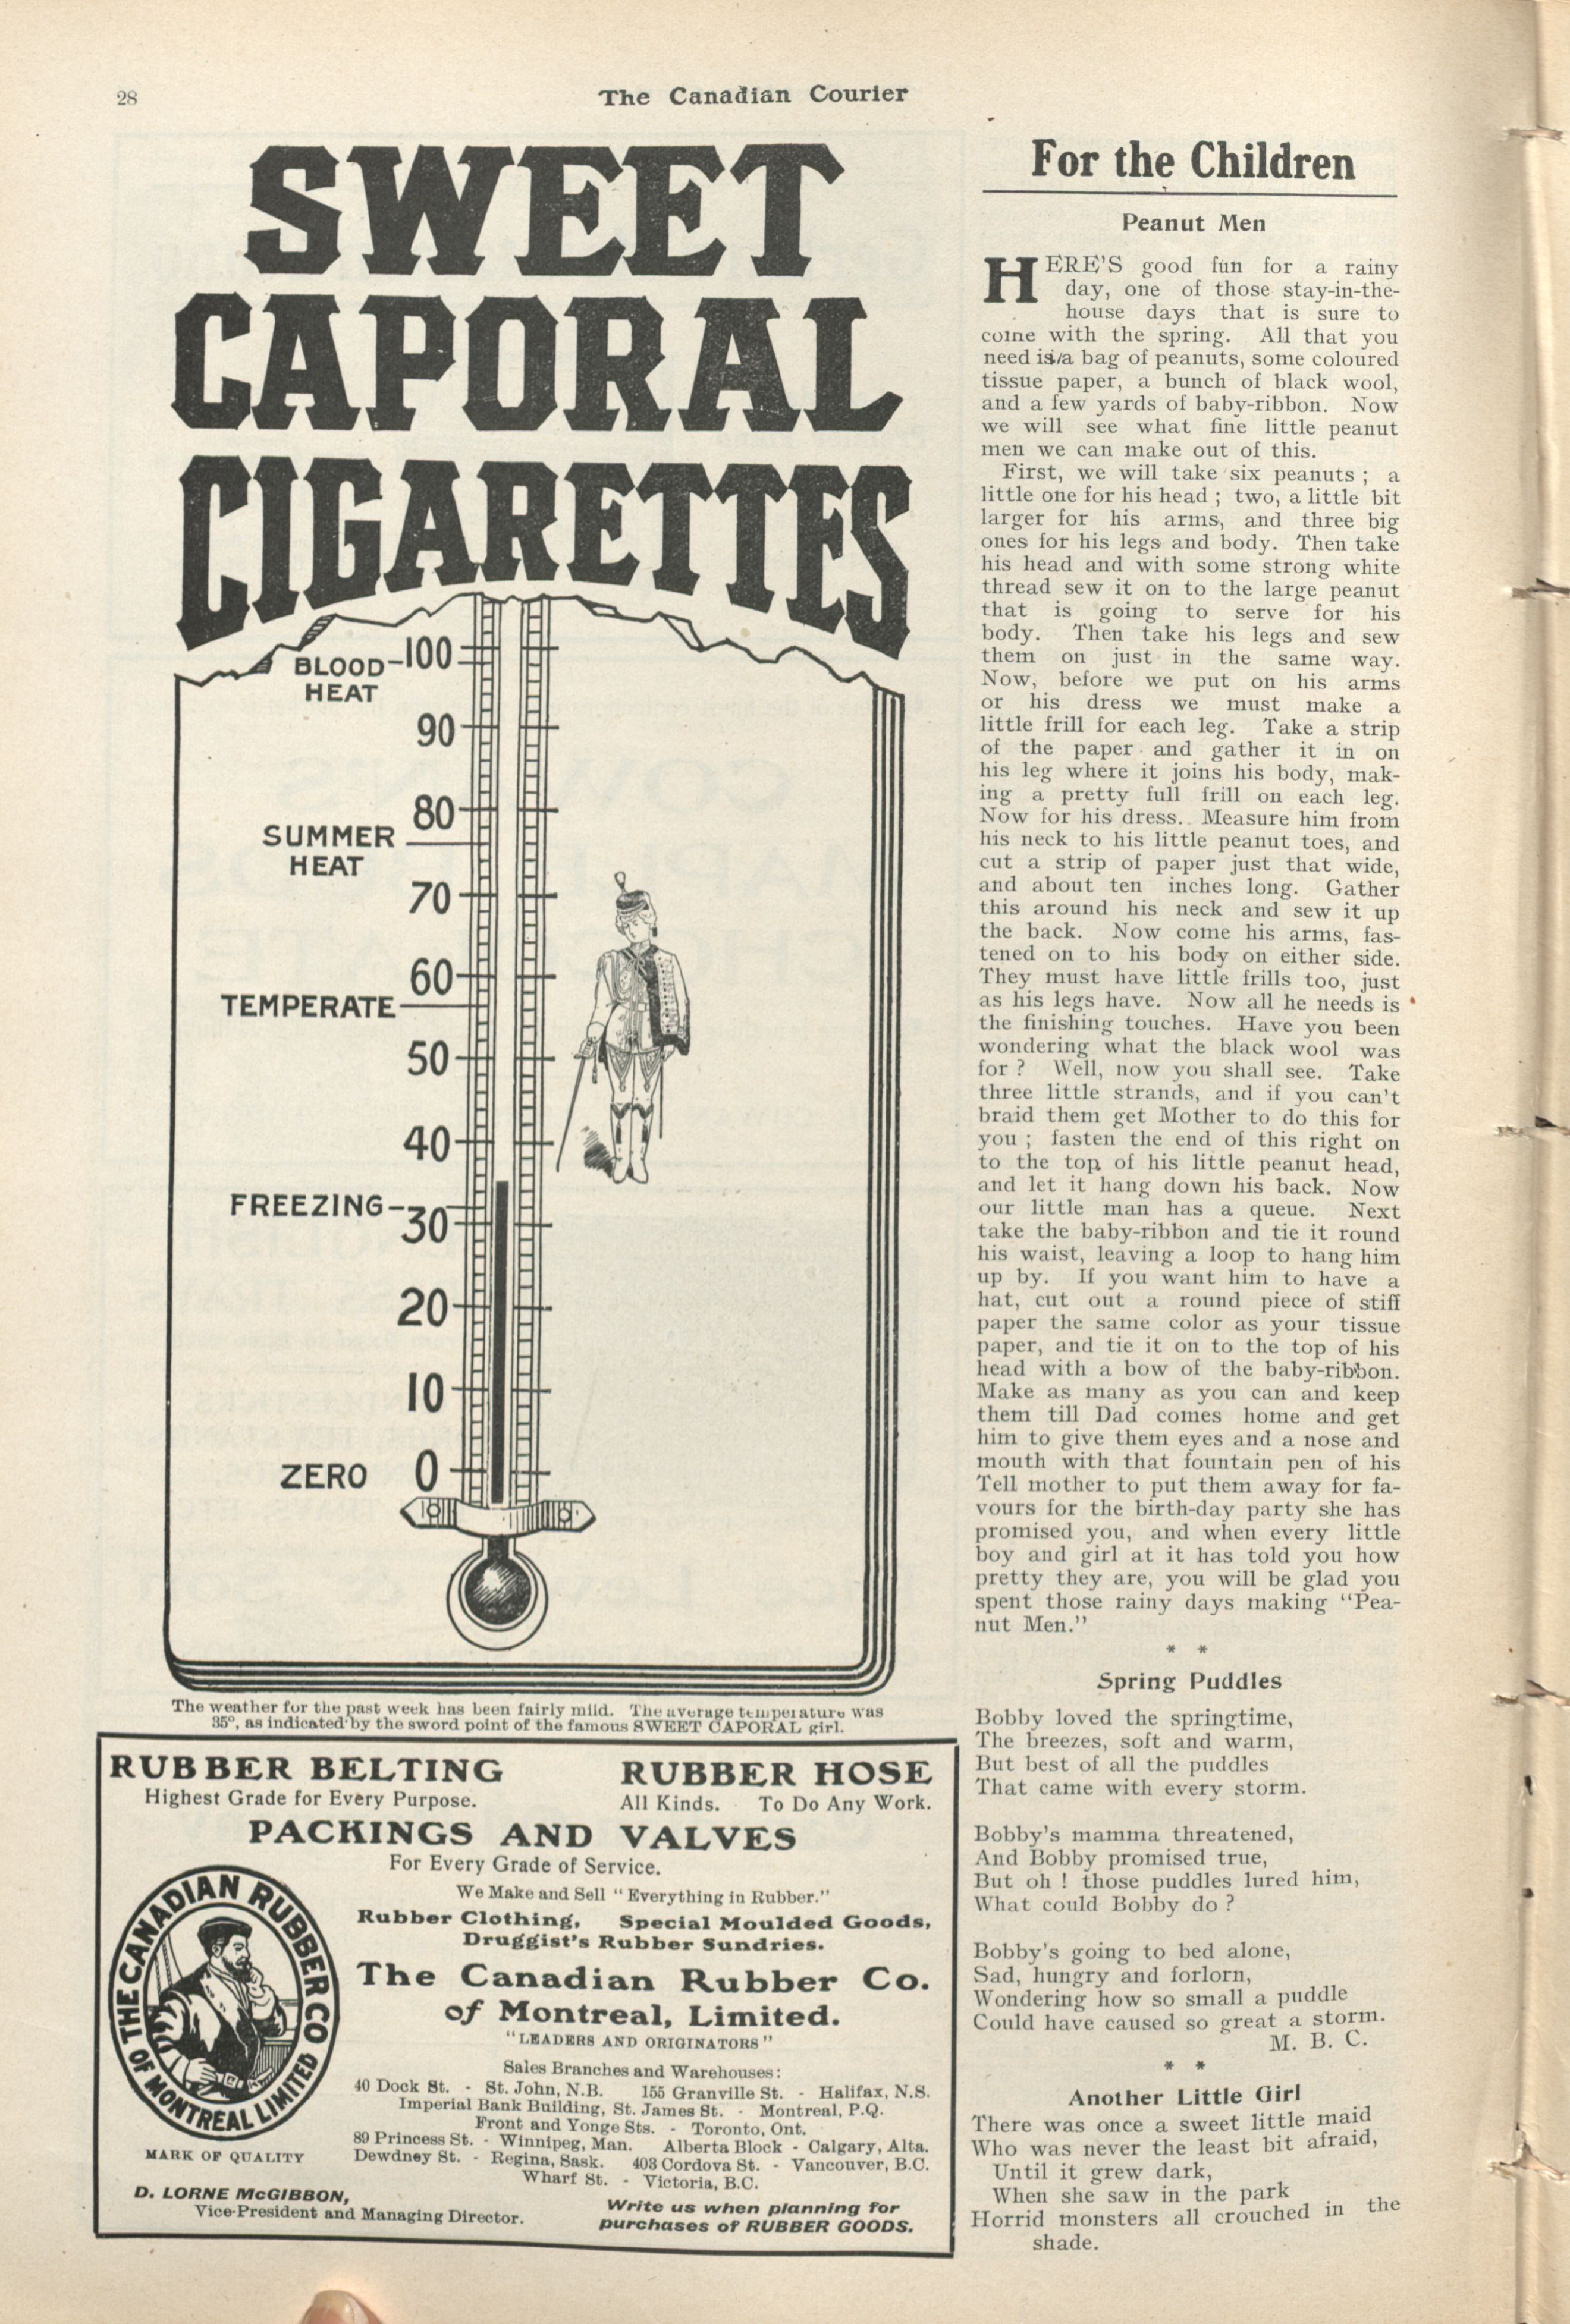 28
The Canadian Courier
SWEET
CAPORAL
CIGARETTES
BLOOD HEAT
100
90
80
SUMMER HEAT
70
60
TEMPERATE
50
40
FREEZING
30
20
10
ZERO 0
The weather for the past week has been fairly mild. The average temperature was
35°, as indicated by the sword point of the famous SWEET CAPORAL girl.
RUBBER BELTING
Highest Grade for Every Purpose.
RUBBER HOSE
All Kinds. To Do Any Work.
PACKINGS AND VALVES
For Every Grade of Service.
We Make and Sell "Everything in Rubber."
Rubber Clothing, Special Moulded Goods,
Druggist's Rubber Sundries.
The Canadian Rubber Co.
of Montreal, Limited.
"LEADERS AND ORIGINATORS"
Sales Branches and Warehouses:
40 Dock St. - St. John, N.B. 155 Granville St. - Halifax, N.S.
Imperial Bank Building, St. James St. - Montreal, P.Q.
Front and Yonge Sts. - Toronto, Ont.
89 Princess St. - Winnipeg, Man. Alberta Block - Calgary, Alta.
Dewdney St. - Regina, Sask. 403 Cordova St. - Vancouver, B.C.
Wharf St. - Victoria, B.C.
THE CANADIAN RUBBER CO
OF MONTREAL LIMITED
MARK OF QUALITY
D. LORNE McGIBBON,
Vice-President and Managing Director.
Write us when planning for
purchases of RUBBER GOODS.
For the Children
Peanut Men
HERE'S good fun for a rainy
day, one of those stay-in-the-
house days that is sure to
come with the spring. All that you
need is a bag of peanuts, some coloured
tissue paper, a bunch of black wool,
and a few yards of baby-ribbon. Now
we will see what fine little peanut
men we can make out of this.
First, we will take six peanuts ; a
little one for his head ; two, a little bit
larger for his arms, and three big
ones for his legs and body. Then take
his head and with some strong white
thread sew it on to the large peanut
that is going to serve for his
body. Then take his legs and sew
them on just in the same way.
Now, before we put on his arms
or his dress we must make a
little frill for each leg. Take a strip
of the paper and gather it in on
his leg where it joins his body, mak-
ing a pretty full frill on each leg.
Now for his dress. Measure him from
his neck to his little peanut toes, and
cut a strip of paper just that wide,
and about ten inches long. Gather
this around his neck and sew it up
the back. Now come his arms, fas-
tened on to his body on either side.
They must have little frills too, just
as his legs have. Now all he needs is
the finishing touches. Have you been
wondering what the black wool was
for ? Well, now you shall see. Take
three little strands, and if you can't
braid them get Mother to do this for
you ; fasten the end of this right on
to the top of his little peanut head,
and let it hang down his back. Now
our little man has a queue. Next
take the baby-ribbon and tie it round
his waist, leaving a loop to hang him
up by. If you want him to have a
hat, cut out a round piece of stiff
paper the same color as your tissue
paper, and tie it on to the top of his
head with a bow of the baby-ribbon.
Make as many as you can and keep
them till Dad comes home and get
him to give them eyes and a nose and
mouth with that fountain pen of his
Tell mother to put them away for fa-
vours for the birth-day party she has
promised you, and when every little
boy and girl at it has told you how
pretty they are, you will be glad you
spent those rainy days making "Pea-
nut Men."
* *
Spring Puddles
Bobby loved the springtime,
The breezes, soft and warm,
But best of all the puddles
That came with every storm.
Bobby's mamma threatened,
And Bobby promised true,
But oh ! those puddles lured him,
What could Bobby do ?
Bobby's going to bed alone,
Sad, hungry and forlorn,
Wondering how so small a puddle
Could have caused so great a storm.
M. B. C.
* *
Another Little Girl
There was once a sweet little maid
Who was never the least bit afraid,
Until it grew dark,
When she saw in the park
Horrid monsters all crouched in the
shade.